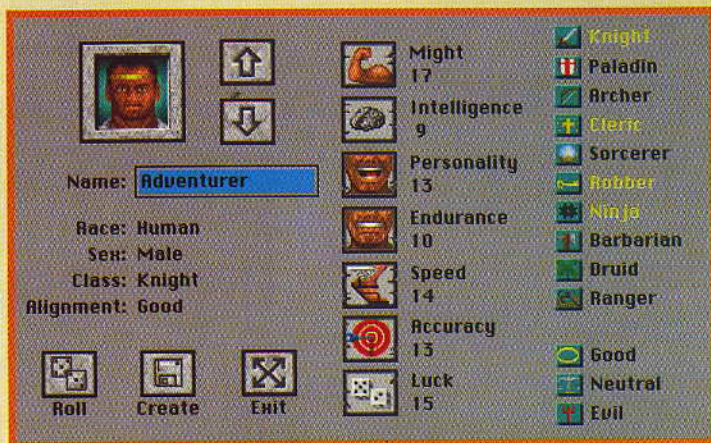 Name: Adventurer
Race: Human
Sex: Male
Class: Knight
Alignment: Good
Roll
Create
Exit
Might
17
Intelligence
9
Personality
13
Endurance
10
Speed
14
Accuracy
13
Luck
15
Knight
Paladin
Archer
Cleric
Sorcerer
Robber
Ninja
Barbarian
Druid
Ranger
Good
Neutral
Evil